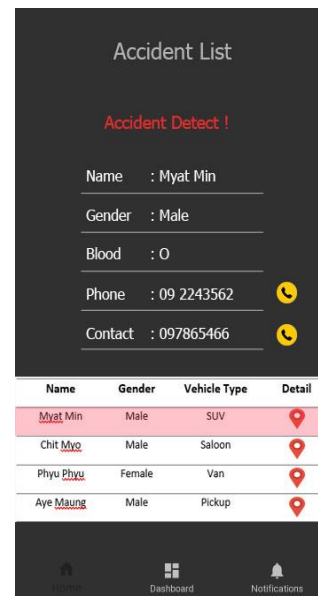 Accident List
Accident Detect !
Name : Myat Min
Gender : Male
Blood : O
Phone : 09 2243562
Contact : 097865466
Name Gender Vehicle Type Detail
Myat Min Male SUV
Chit Myo Male Saloon
Phyu Phyu Female Van
Aye Maung Male Pickup
Home Dashboard Notifications